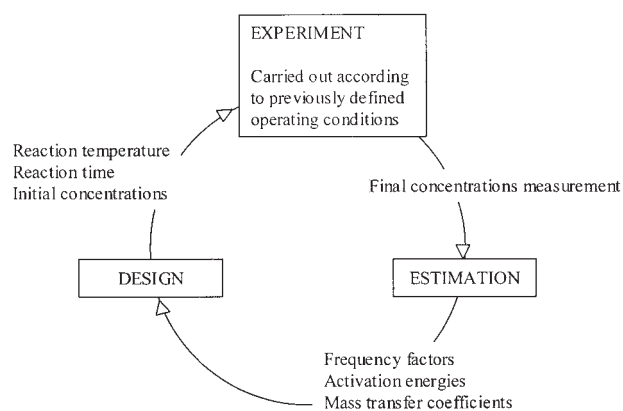 EXPERIMENT
Carried out according
to previously defined
operating conditions
Reaction temperature
Reaction time
Initial concentrations
Final concentrations measurement
DESIGN
ESTIMATION
Frequency factors
Activation energies
Mass transfer coefficients